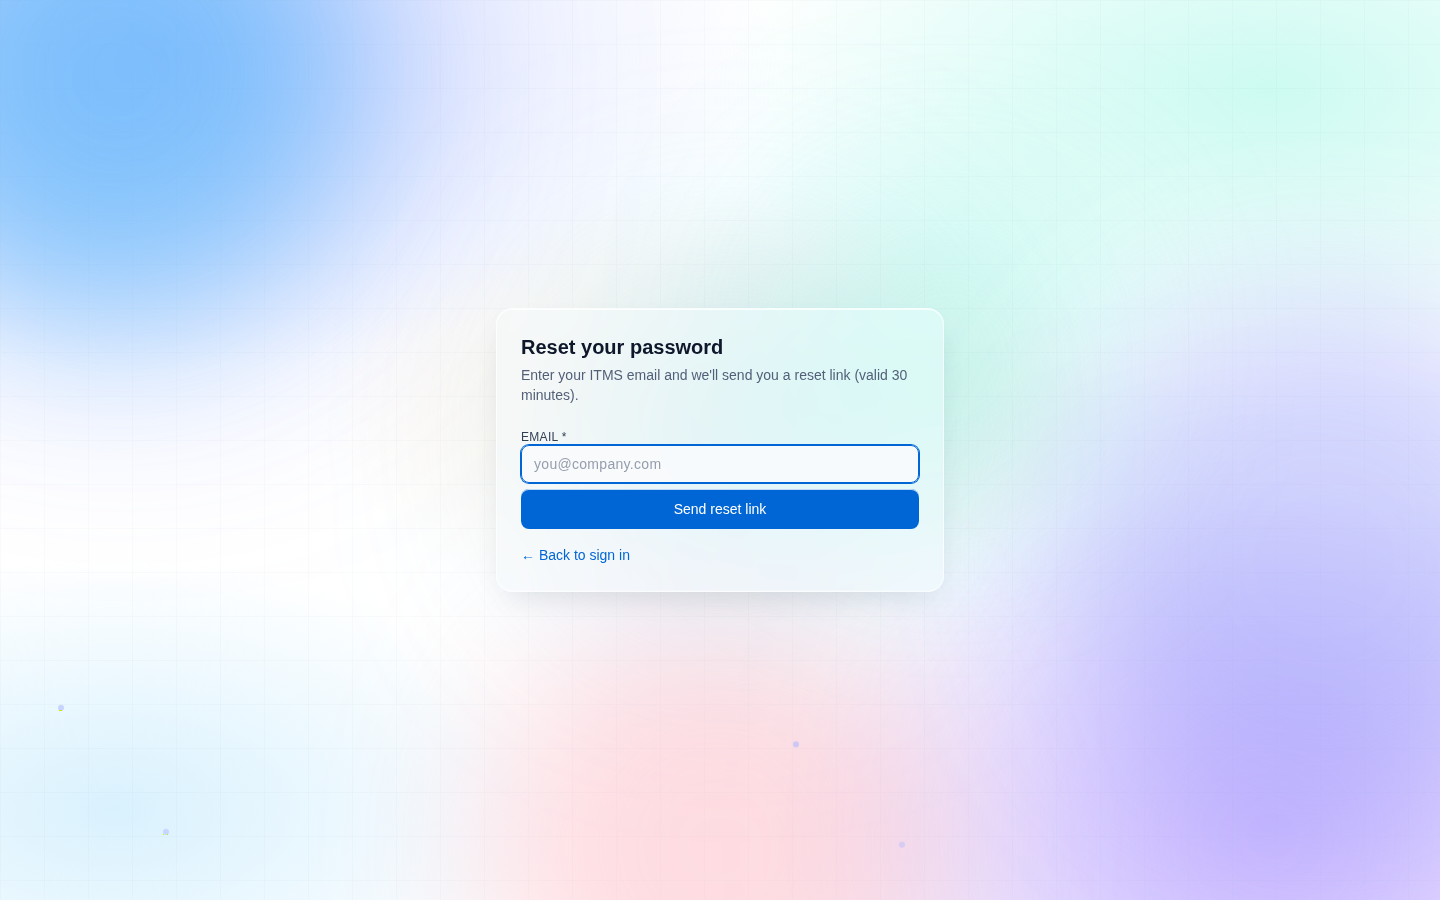 Reset your password
Enter your ITMS email and we'll send you a reset link (valid 30
minutes).
EMAIL *
you@company.com
Send reset link
← Back to sign in